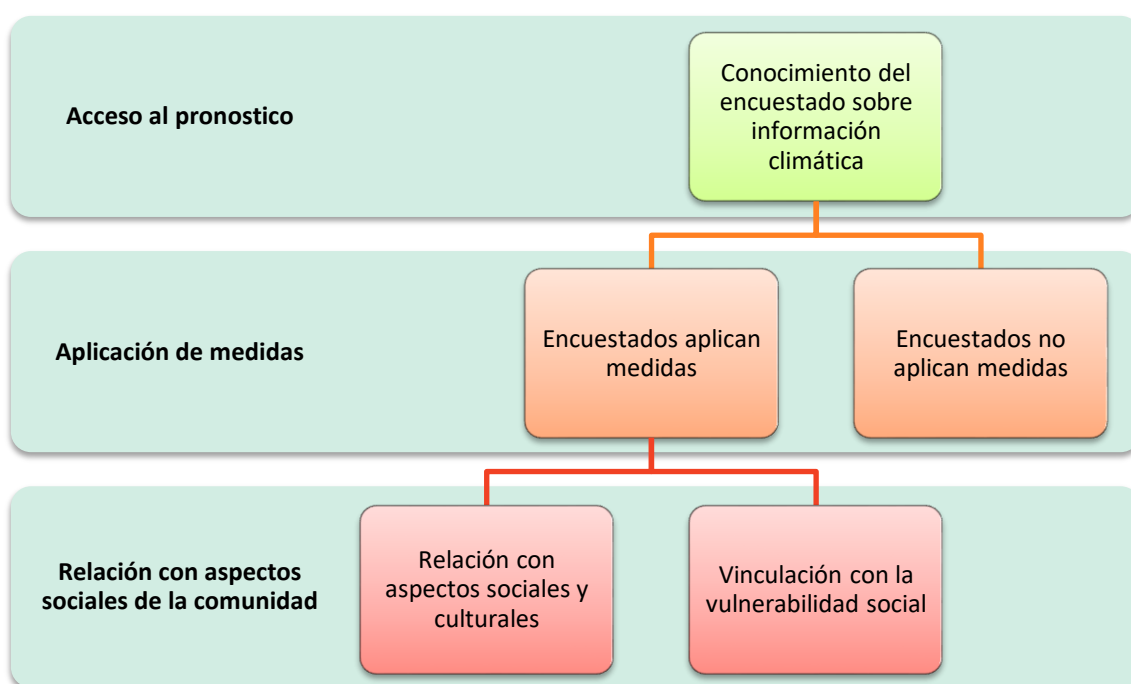 Acceso al pronostico
Conocimiento del
encuestado sobre
información
climática
Aplicación de medidas
Encuestados aplican
medidas
Encuestados no
aplican medidas
Relación con aspectos
sociales de la comunidad
Relación con
aspectos sociales y
culturales
Vinculación con la
vulnerabilidad social